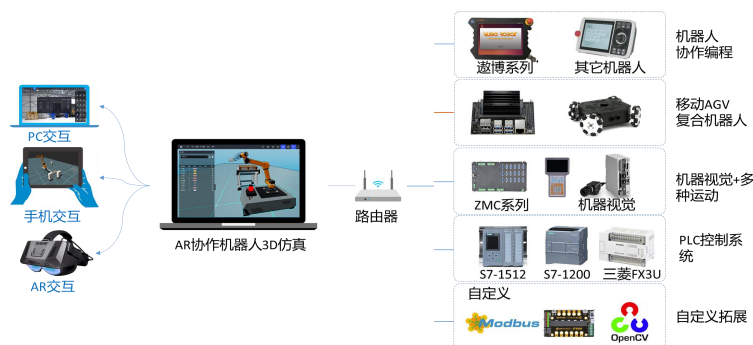 PC交互
手机交互
AR交互
AR协作机器人3D仿真
路由器
AUBO ROBOT
遨博系列
其它机器人
机器人
协作编程
移动AGV
复合机器人
ZMC系列
机器视觉
机器视觉+多
种运动
S7-1512
S7-1200
三菱FX3U
PLC控制系
统
自定义
Modbus
OpenCV
自定义拓展